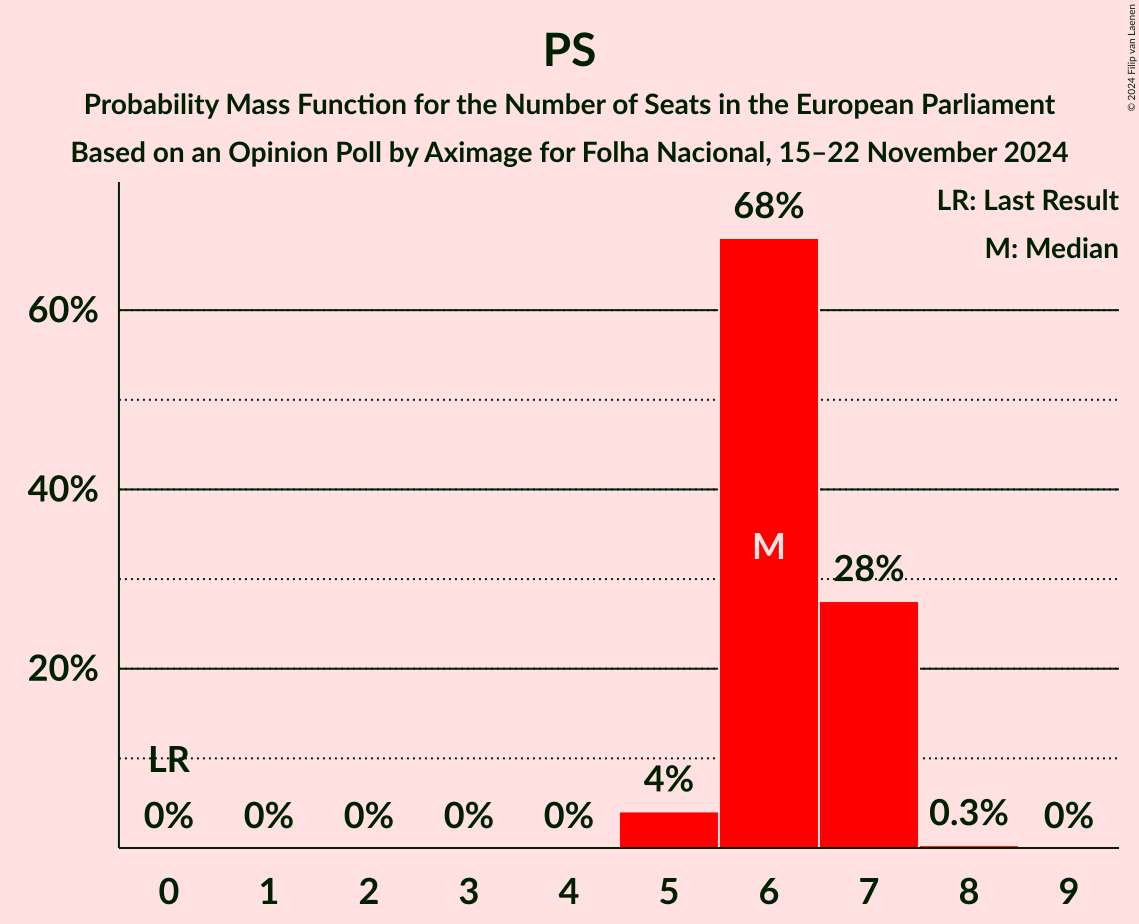 PS
Probability Mass Function for the Number of Seats in the European Parliament
Based on an Opinion Poll by Aximage for Folha Nacional, 15–22 November 2024
© 2024 Filip van Laenen
LR: Last Result
M: Median
68%
60%
40%
M
28%
20%
LR
4%
0% 0% 0% 0% 0% 0.3% 0%
0 1 2 3 4 5 6 7 8 9